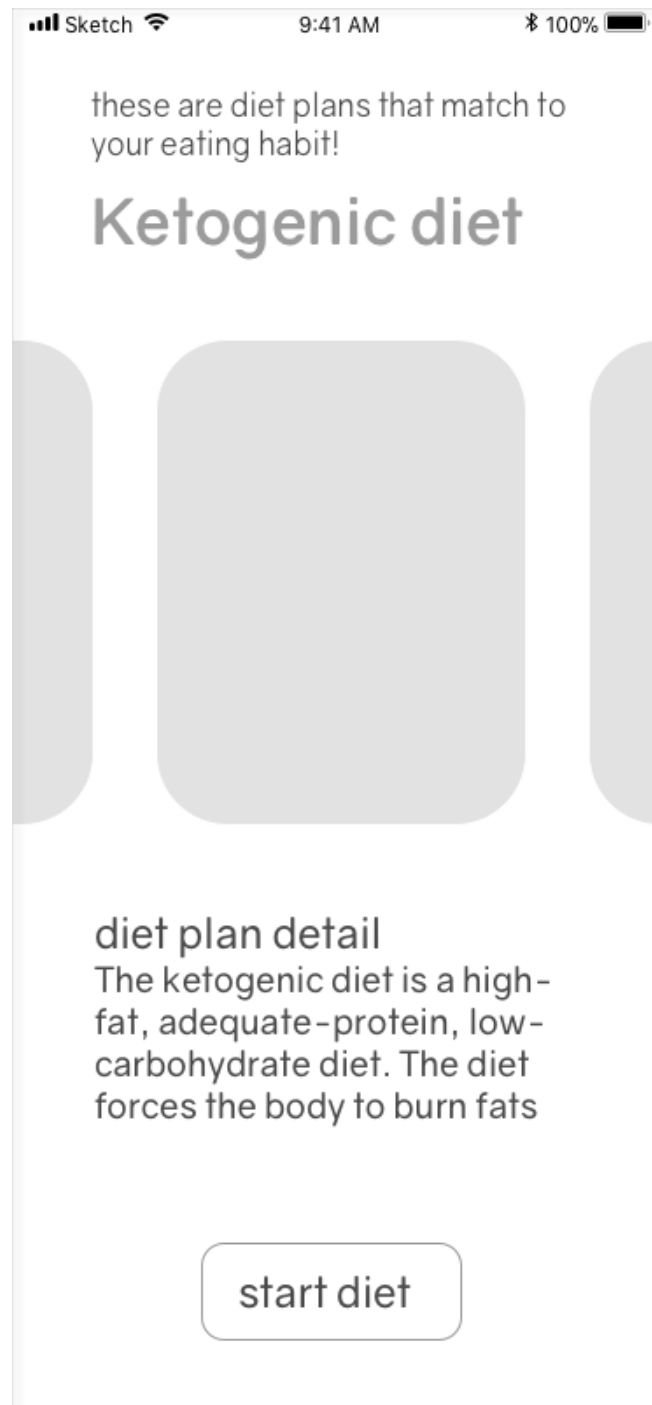 Sketch 9:41 AM 100%
these are diet plans that match to
your eating habit!
Ketogenic diet
diet plan detail
The ketogenic diet is a high-
fat, adequate-protein, low-
carbohydrate diet. The diet
forces the body to burn fats
start diet